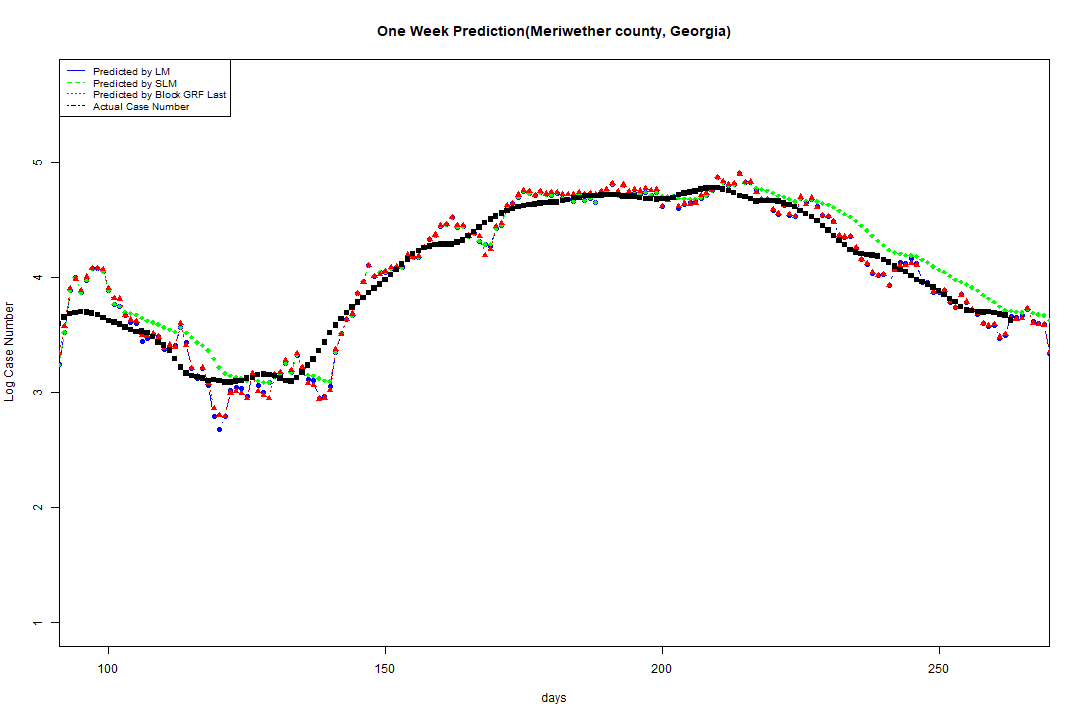 One Week Prediction(Meriwether county, Georgia)
Predicted by LM
Predicted by SLM
Predicted by Block GRF Last
Actual Case Number
5
4
3
2
1
Log Case Number
100 150 200 250
days